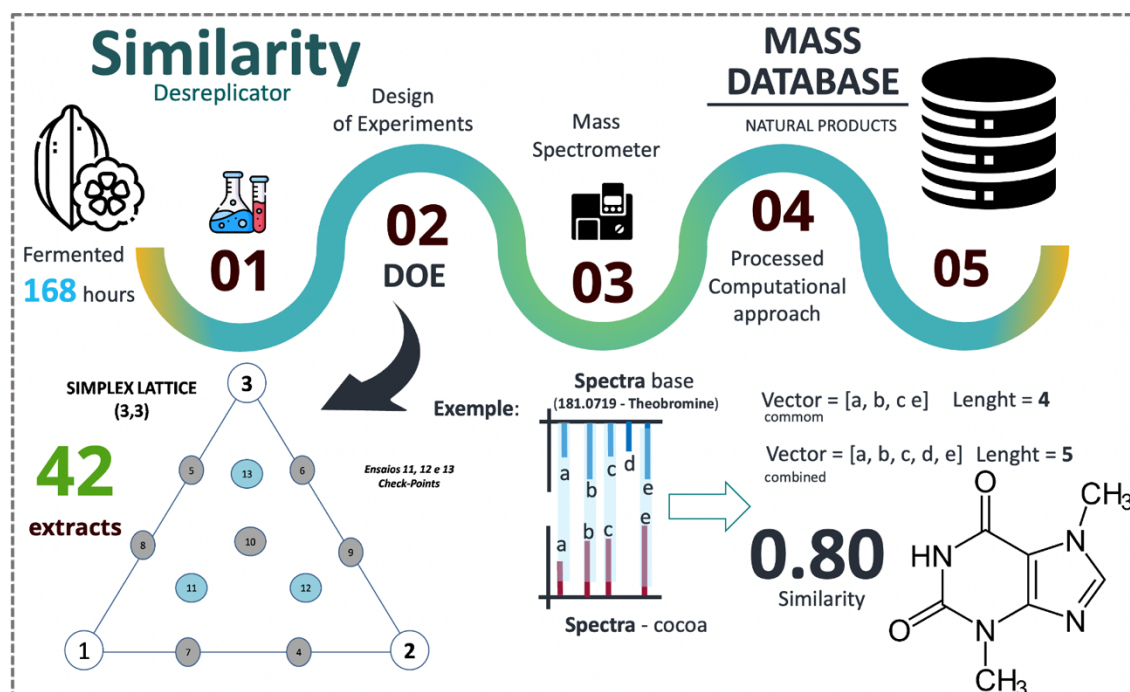 Similarity
Desreplicator
MASS
DATABASE
NATURAL PRODUCTS
Design
of Experiments
Mass
Spectrometer
Fermented
168 hours
01
02
DOE
03
04
Processed
Computational
approach
05
SIMPLEX LATTICE
(3,3)
42
extracts
3
5
13
6
8
10
9
11
12
1
7
4
2
Ensaios 11, 12 e 13
Check-Points
Exemple:
Spectra base
(181.0719 - Theobromine)
a
b
c
d
e
a
b
c
e
Spectra - cocoa
Vector = [a, b, c e] Lenght = 4
commom
Vector = [a, b, c, d, e] Lenght = 5
combined
0.80
Similarity
O
CH3
HN
N
O
N
N
CH3